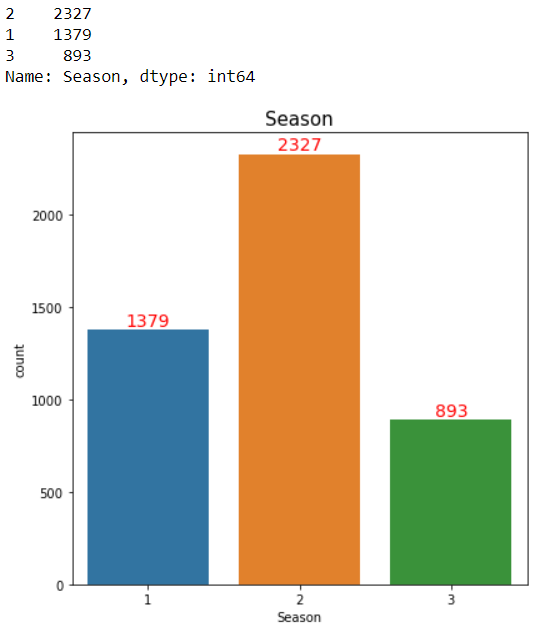 2    2327
1    1379
3     893
Name: Season, dtype: int64
Season
2327
2000
1500
1379
count
1000
893
500
0
1 2 3
Season